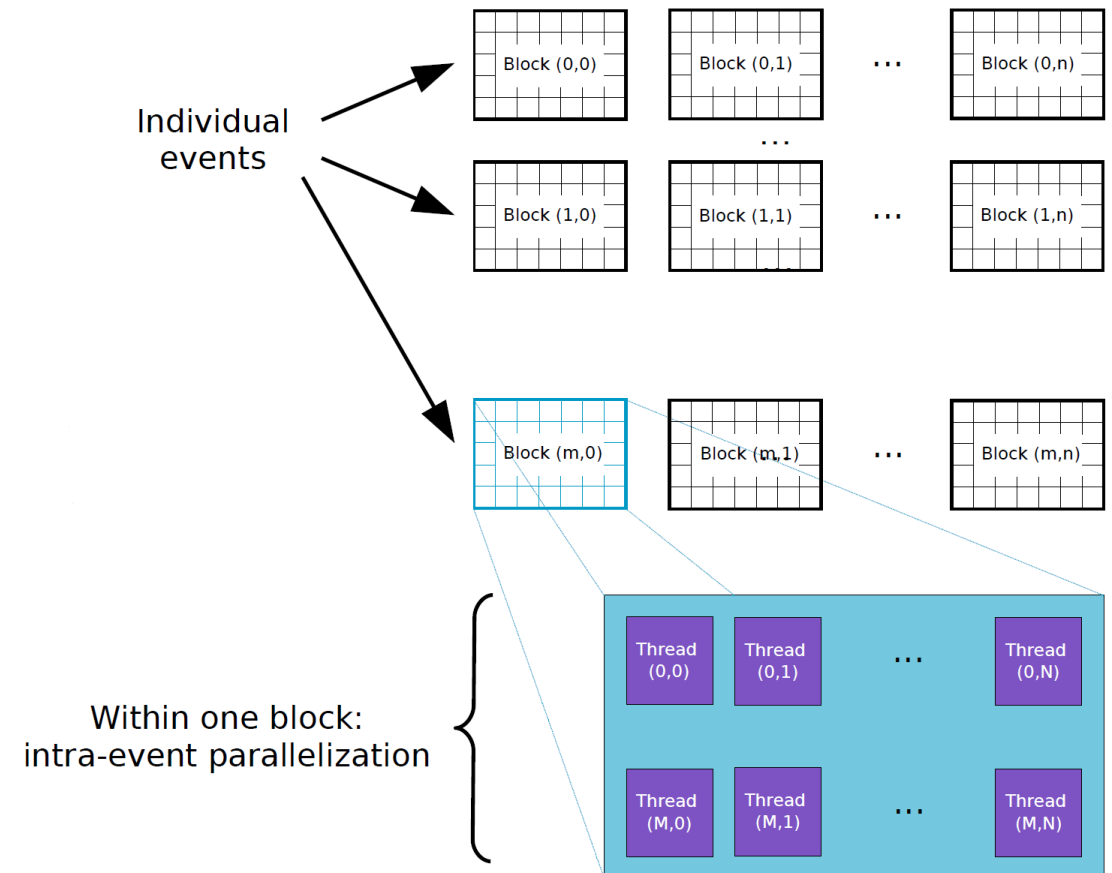 Block (0,0)
Block (0,1)
...
Block (0,n)
Individual
events
...
Block (1,0)
Block (1,1)
...
Block (1,n)
...
Block (m,0)
Block (m,1)
...
...
Block (m,n)
Thread
(0,0)
Thread
(0,1)
...
Thread
(0,N)
Within one block:
intra-event parallelization
Thread
(M,0)
Thread
(M,1)
...
Thread
(M,N)